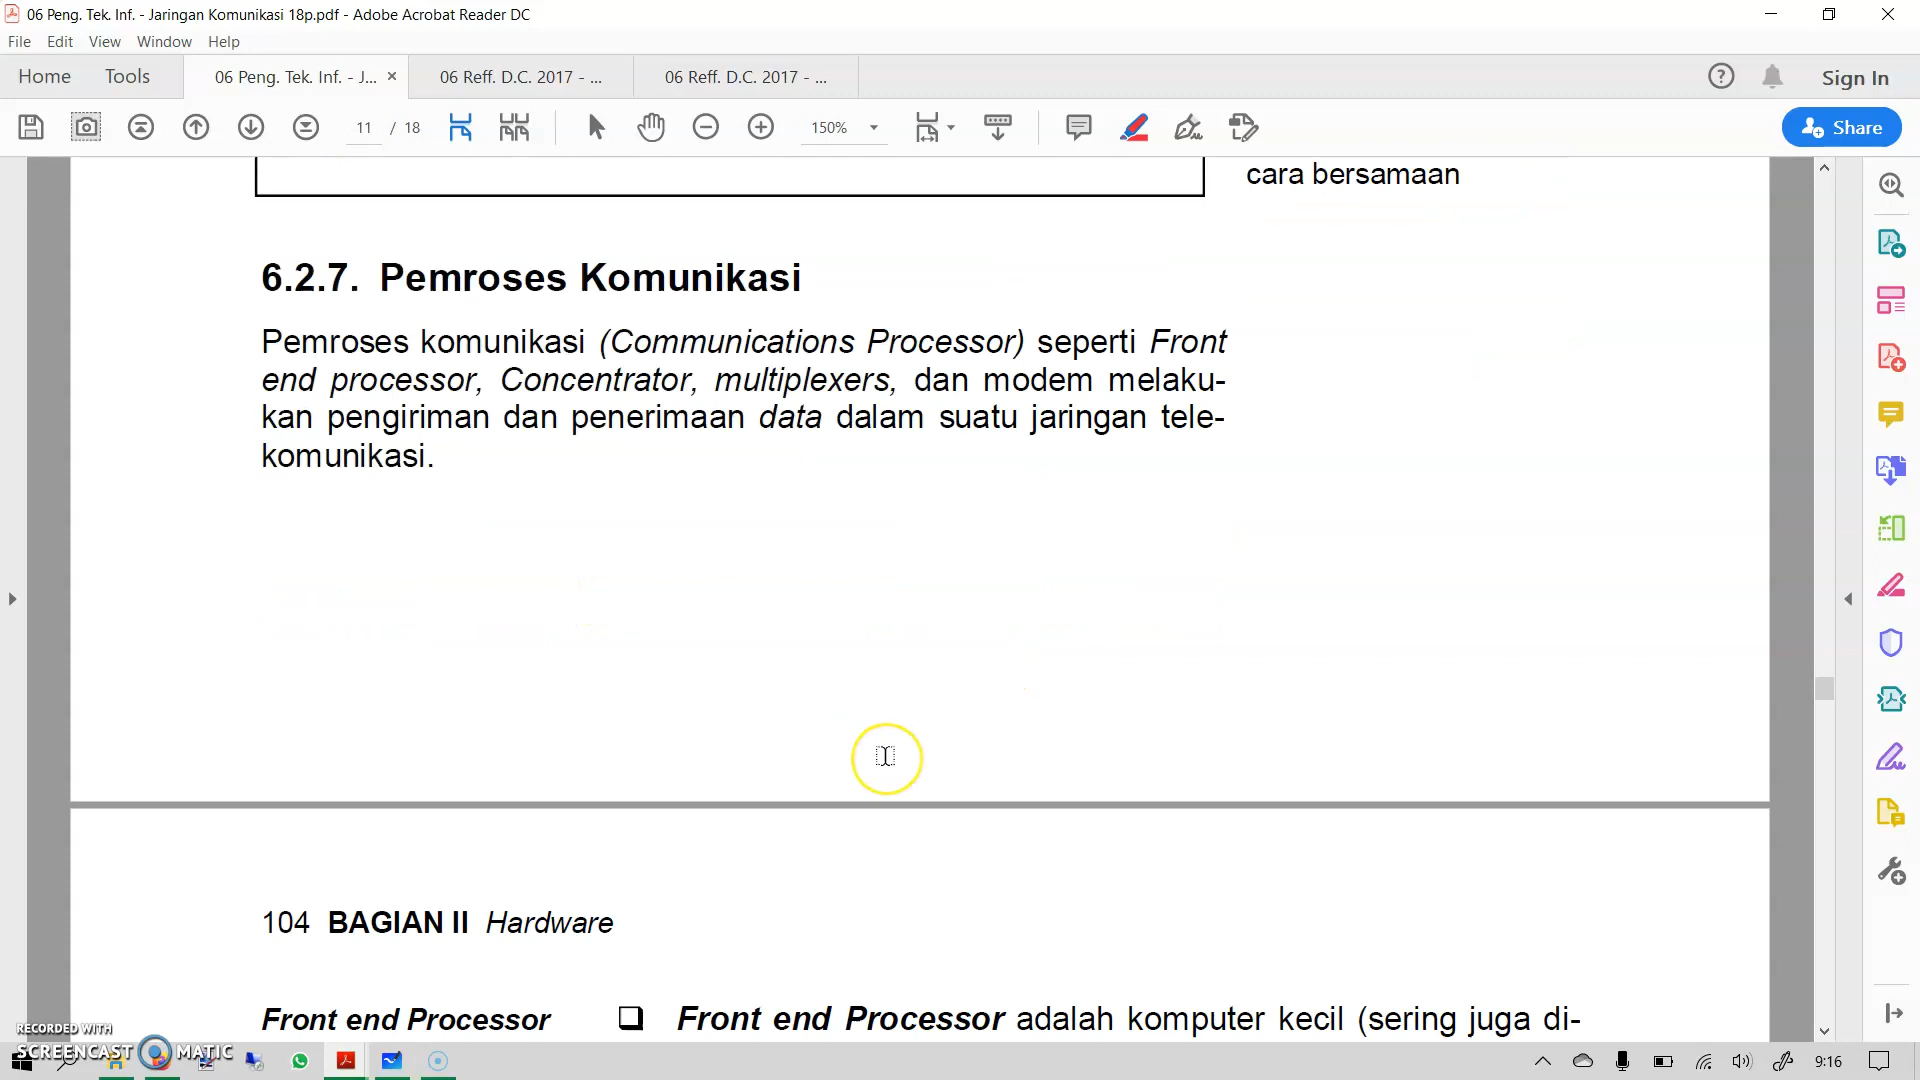 06 Peng. Tek. Inf. - Jaringan Komunikasi 18p.pdf - Adobe Acrobat Reader DC
File Edit View Window Help
Home Tools 06 Peng. Tek. Inf. - J... × 06 Reff. D.C. 2017 - ... 06 Reff. D.C. 2017 - ... Sign In
11 / 18 150% Share
cara bersamaan
6.2.7. Pemroses Komunikasi
Pemroses komunikasi (Communications Processor) seperti Front
end processor, Concentrator, multiplexers, dan modem melaku-
kan pengiriman dan penerimaan data dalam suatu jaringan tele-
komunikasi.
104 BAGIAN II Hardware
Front end Processor ❑ Front end Processor adalah komputer kecil (sering juga di-
RECORDED WITH
SCREENCAST MATIC
9:16